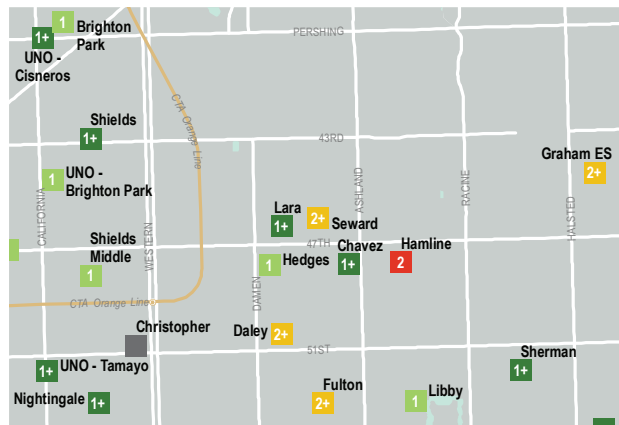 1
Brighton
Park
1+
UNO -
Cisneros
PERSHING
CTA Orange Line
Shields
1+
43RD
Graham ES
2+
1
UNO -
Brighton Park
CALIFORNIA
WESTERN
ASHLAND
RACINE
HALSTED
Lara
1+
2+
Seward
47TH
Shields
Middle
1
1
Hedges
Chavez
1+
Hamline
2
DAMEN
CTA Orange Line
Christopher
Daley
2+
51ST
Sherman
1+
1+
UNO - Tamayo
Nightingale
1+
Fulton
2+
1
Libby